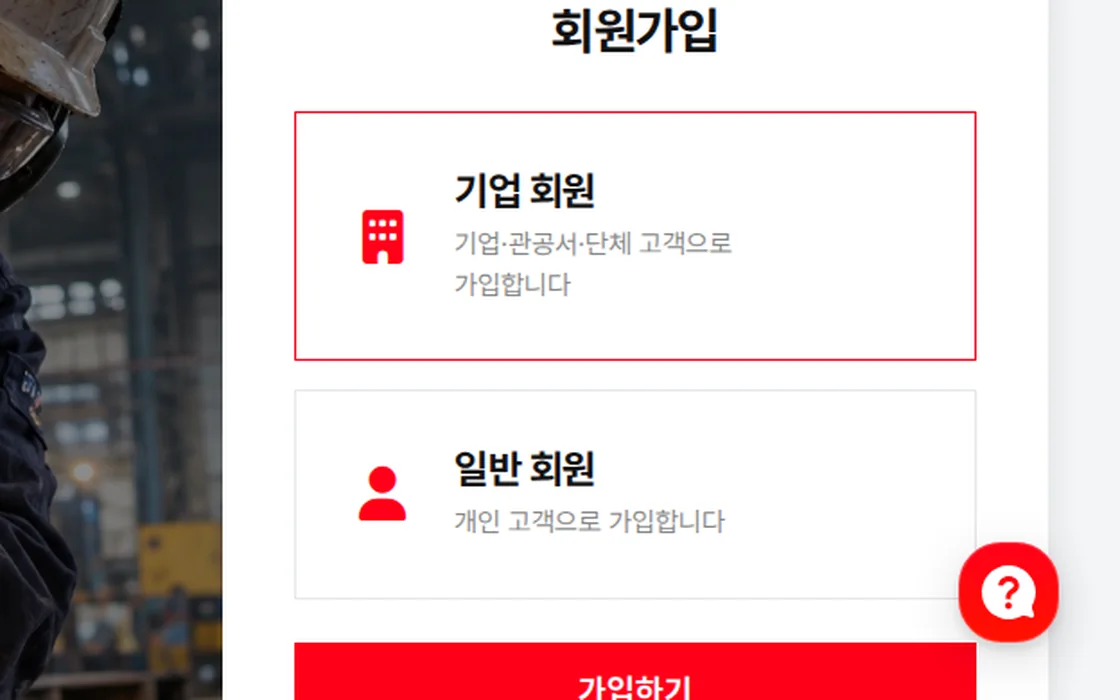 회원가입
기업 회원
기업·관공서·단체 고객으로
가입합니다
일반 회원
개인 고객으로 가입합니다
가입하기